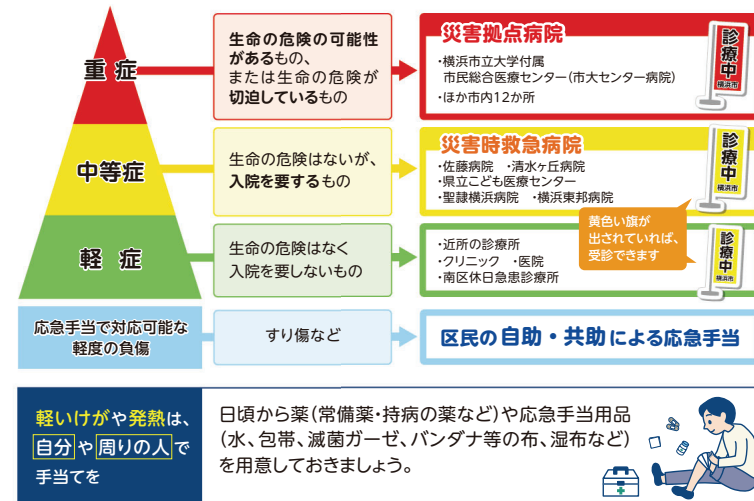 重症
生命の危険の可能性
があるもの、
または生命の危険が
切迫しているもの
災害拠点病院
・横浜市立大学付属
市民総合医療センター(市大センター病院)
・ほか市内12か所
診療中
横浜市
中等症
生命の危険はないが、
入院を要するもの
災害時救急病院
・佐藤病院 ・清水ヶ丘病院
・県立こども医療センター
・聖隷横浜病院 ・横浜東邦病院
診療中
横浜市
黄色い旗が
出されていれば、
受診できます
軽症
生命の危険はなく
入院を要しないもの
・近所の診療所
・クリニック ・医院
・南区休日急患診療所
診療中
横浜市
応急手当で対応可能な
軽度の負傷
すり傷など
区民の自助・共助による応急手当
軽いけがや発熱は、
自分や周りの人で
手当てを
日頃から薬(常備薬・持病の薬など)や応急手当用品
(水、包帯、滅菌ガーゼ、バンダナ等の布、湿布など)
を用意しておきましょう。